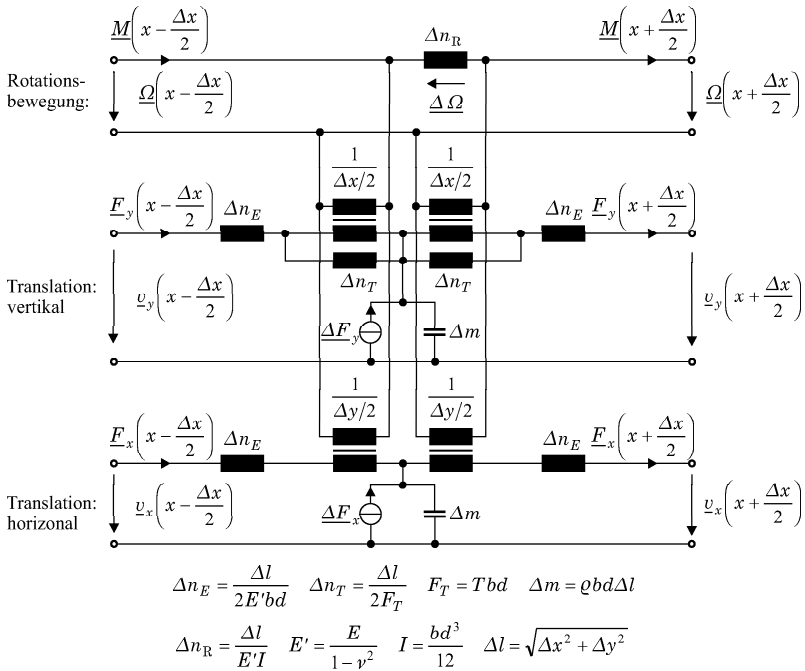 M(x − Δx/2) Δn_R M(x + Δx/2)
Rotations-
bewegung: Ω(x − Δx/2) ΔΩ Ω(x + Δx/2)
1/(Δx/2) 1/(Δx/2)
F_y(x − Δx/2) Δn_E Δn_E F_y(x + Δx/2)
Δn_T Δn_T
Translation:
vertikal v_y(x − Δx/2) v_y(x + Δx/2)
ΔF_y Δm
1/(Δy/2) 1/(Δy/2)
F_x(x − Δx/2) Δn_E Δn_E F_x(x + Δx/2)
Translation:
horizonal v_x(x − Δx/2) ΔF_x Δm v_x(x + Δx/2)
Δn_E = Δl/(2E'bd) Δn_T = Δl/(2F_T) F_T = Tbd Δm = ϱbdΔl
Δn_R = Δl/(E'I) E' = E/(1 − ν²) I = bd³/12 Δl = √(Δx² + Δy²)